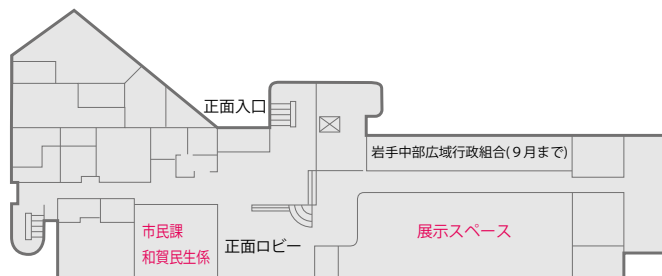 正面入口
岩手中部広域行政組合(９月まで)
市民課
和賀民生係
正面ロビー
展示スペース